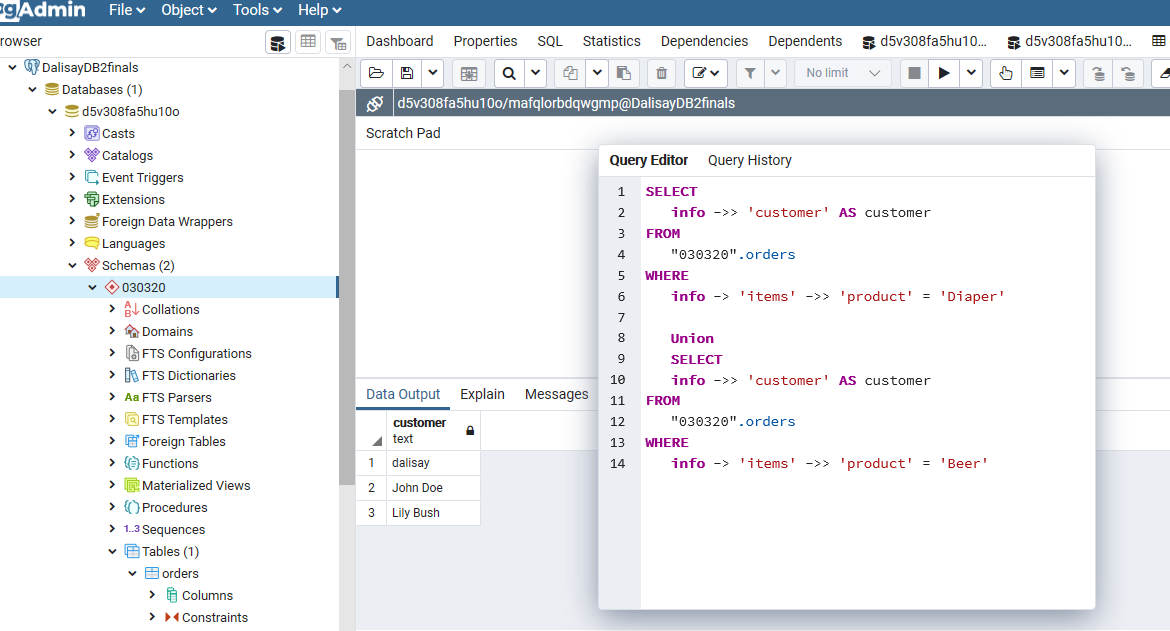 pgAdmin File Object Tools Help
rowser
Dashboard Properties SQL Statistics Dependencies Dependents d5v308fa5hu10... d5v308fa5hu10...
No limit
d5v308fa5hu10o/mafqlorbdqwgmp@DalisayDB2finals
Scratch Pad
DalisayDB2finals
Databases (1)
d5v308fa5hu10o
Casts
Catalogs
Event Triggers
Extensions
Foreign Data Wrappers
Languages
Schemas (2)
030320
Collations
Domains
FTS Configurations
FTS Dictionaries
Aa FTS Parsers
FTS Templates
Foreign Tables
Functions
Materialized Views
Procedures
1..3 Sequences
Tables (1)
orders
Columns
Constraints
Query Editor Query History
1 SELECT
2 info ->> 'customer' AS customer
3 FROM
4 "030320".orders
5 WHERE
6 info -> 'items' ->> 'product' = 'Diaper'
7
8 Union
9 SELECT
10 info ->> 'customer' AS customer
11 FROM
12 "030320".orders
13 WHERE
14 info -> 'items' ->> 'product' = 'Beer'
Data Output Explain Messages
customer
text
1 dalisay
2 John Doe
3 Lily Bush